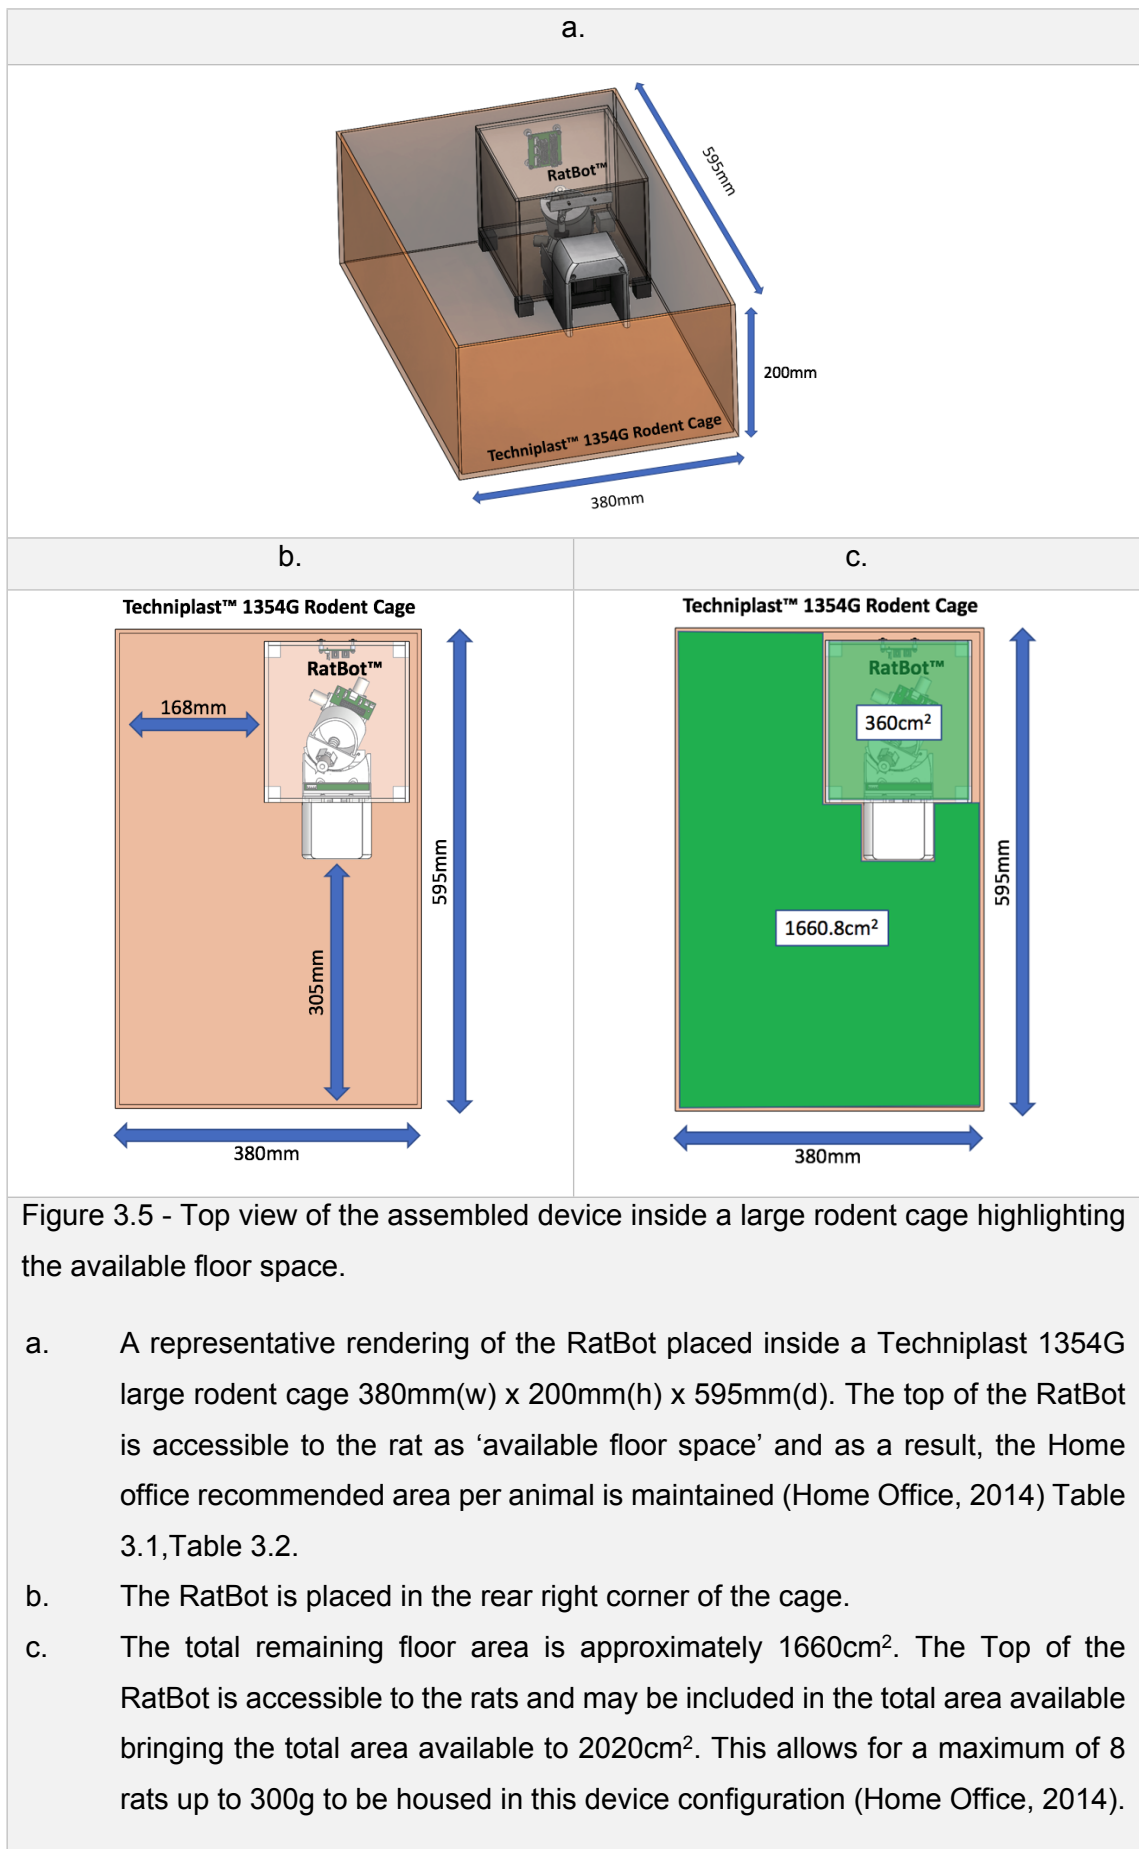 a.
RatBot™
595mm
200mm
Techniplast™ 1354G Rodent Cage
380mm
b.
c.
Techniplast™ 1354G Rodent Cage
RatBot™
168mm
595mm
305mm
380mm
Techniplast™ 1354G Rodent Cage
RatBot™
360cm²
595mm
1660.8cm²
380mm
Figure 3.5 - Top view of the assembled device inside a large rodent cage highlighting
the available floor space.
a. A representative rendering of the RatBot placed inside a Techniplast 1354G
large rodent cage 380mm(w) x 200mm(h) x 595mm(d). The top of the RatBot
is accessible to the rat as ‘available floor space’ and as a result, the Home
office recommended area per animal is maintained (Home Office, 2014) Table
3.1,Table 3.2.
b. The RatBot is placed in the rear right corner of the cage.
c. The total remaining floor area is approximately 1660cm². The Top of the
RatBot is accessible to the rats and may be included in the total area available
bringing the total area available to 2020cm². This allows for a maximum of 8
rats up to 300g to be housed in this device configuration (Home Office, 2014).